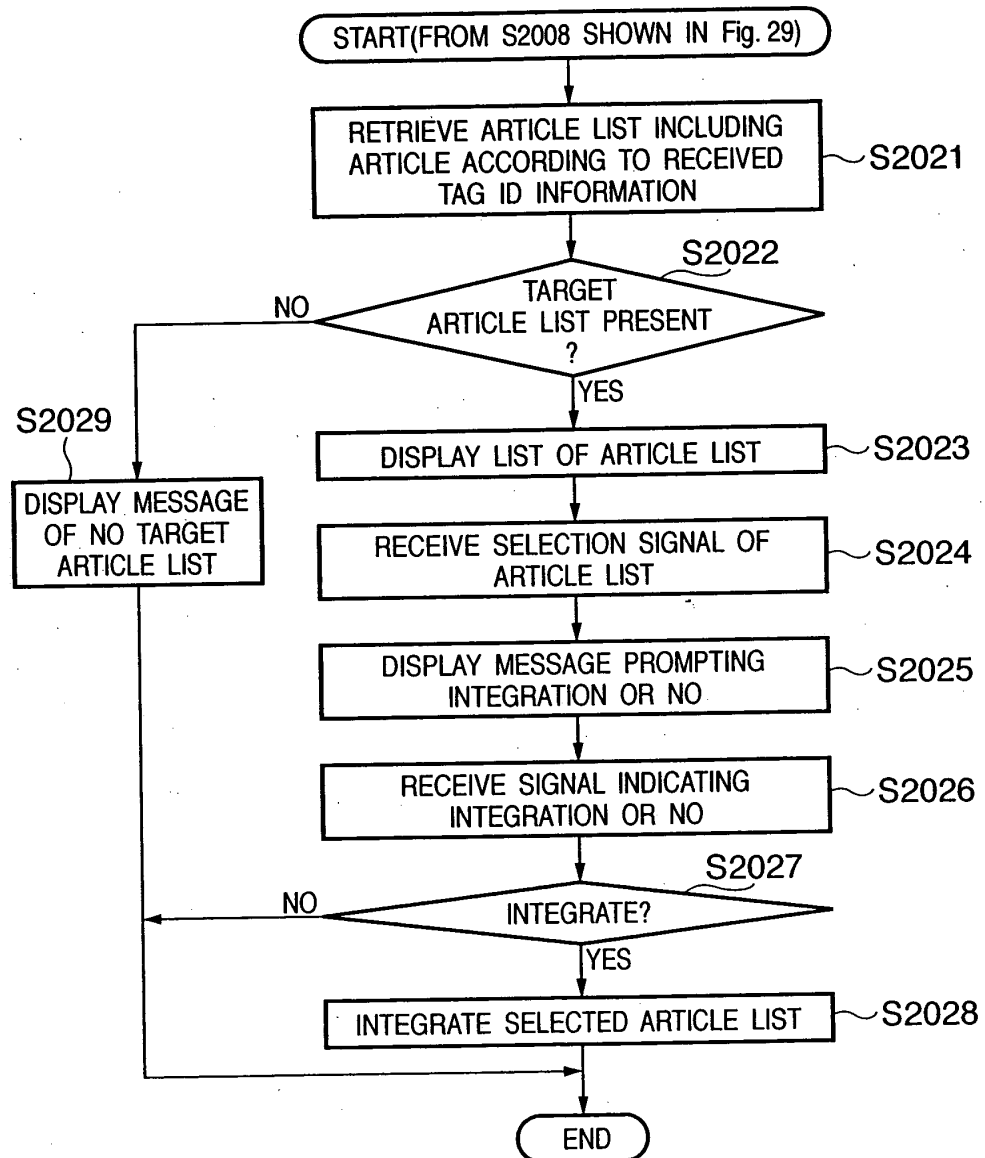 START(FROM S2008 SHOWN IN Fig. 29)
RETRIEVE ARTICLE LIST INCLUDING
ARTICLE ACCORDING TO RECEIVED
TAG ID INFORMATION
S2021
S2022
TARGET
ARTICLE LIST PRESENT
?
NO
YES
S2029
DISPLAY MESSAGE
OF NO TARGET
ARTICLE LIST
DISPLAY LIST OF ARTICLE LIST
S2023
RECEIVE SELECTION SIGNAL OF
ARTICLE LIST
S2024
DISPLAY MESSAGE PROMPTING
INTEGRATION OR NO
S2025
RECEIVE SIGNAL INDICATING
INTEGRATION OR NO
S2026
S2027
INTEGRATE?
NO
YES
INTEGRATE SELECTED ARTICLE LIST
S2028
END